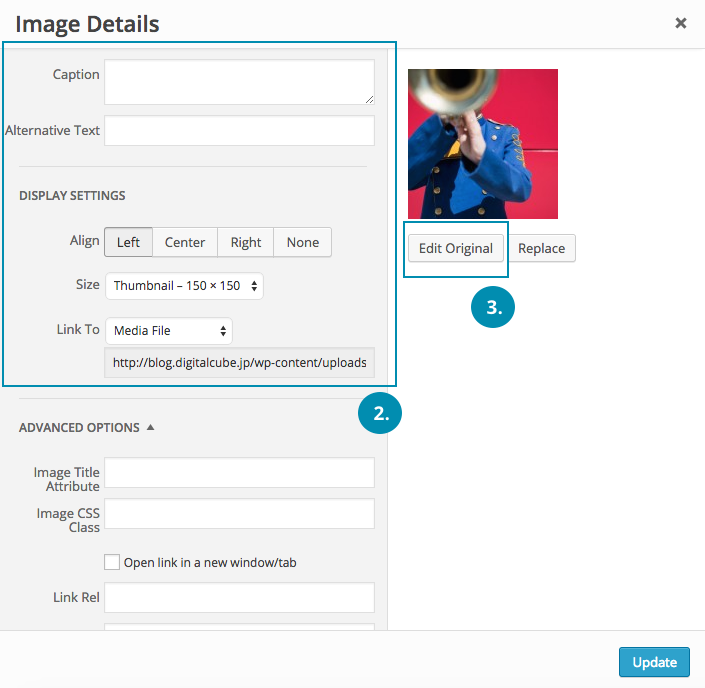 Image Details
Caption
Alternative Text
DISPLAY SETTINGS
Align Left Center Right None
Size Thumbnail – 150 × 150
Link To Media File
http://blog.digitalcube.jp/wp-content/uploads
2.
Edit Original Replace
3.
ADVANCED OPTIONS
Image Title
Attribute
Image CSS
Class
Open link in a new window/tab
Link Rel
Update